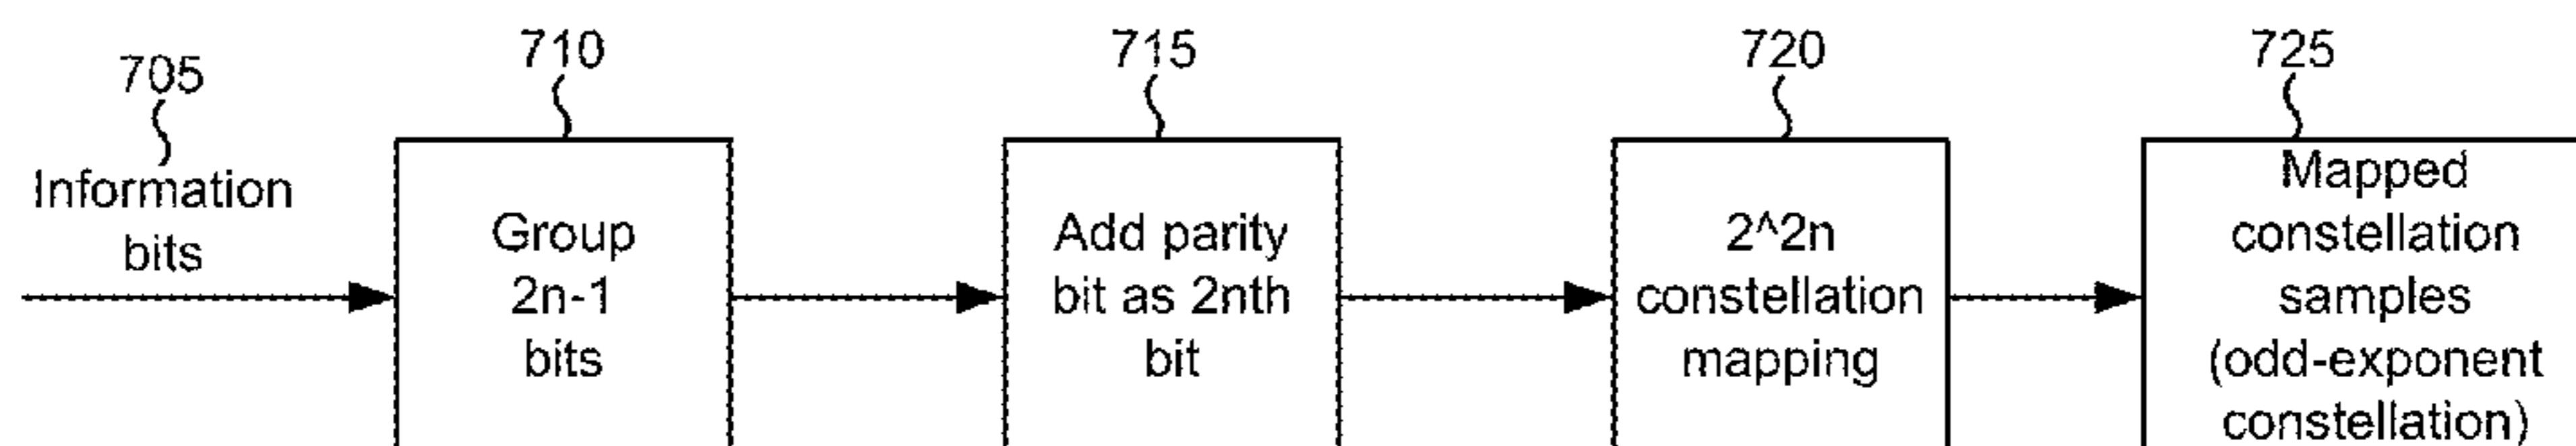 705
Information
bits
710
Group
2n-1
bits
715
Add parity
bit as 2nth
bit
720
2^2n
constellation
mapping
725
Mapped
constellation
samples
(odd-exponent
constellation)